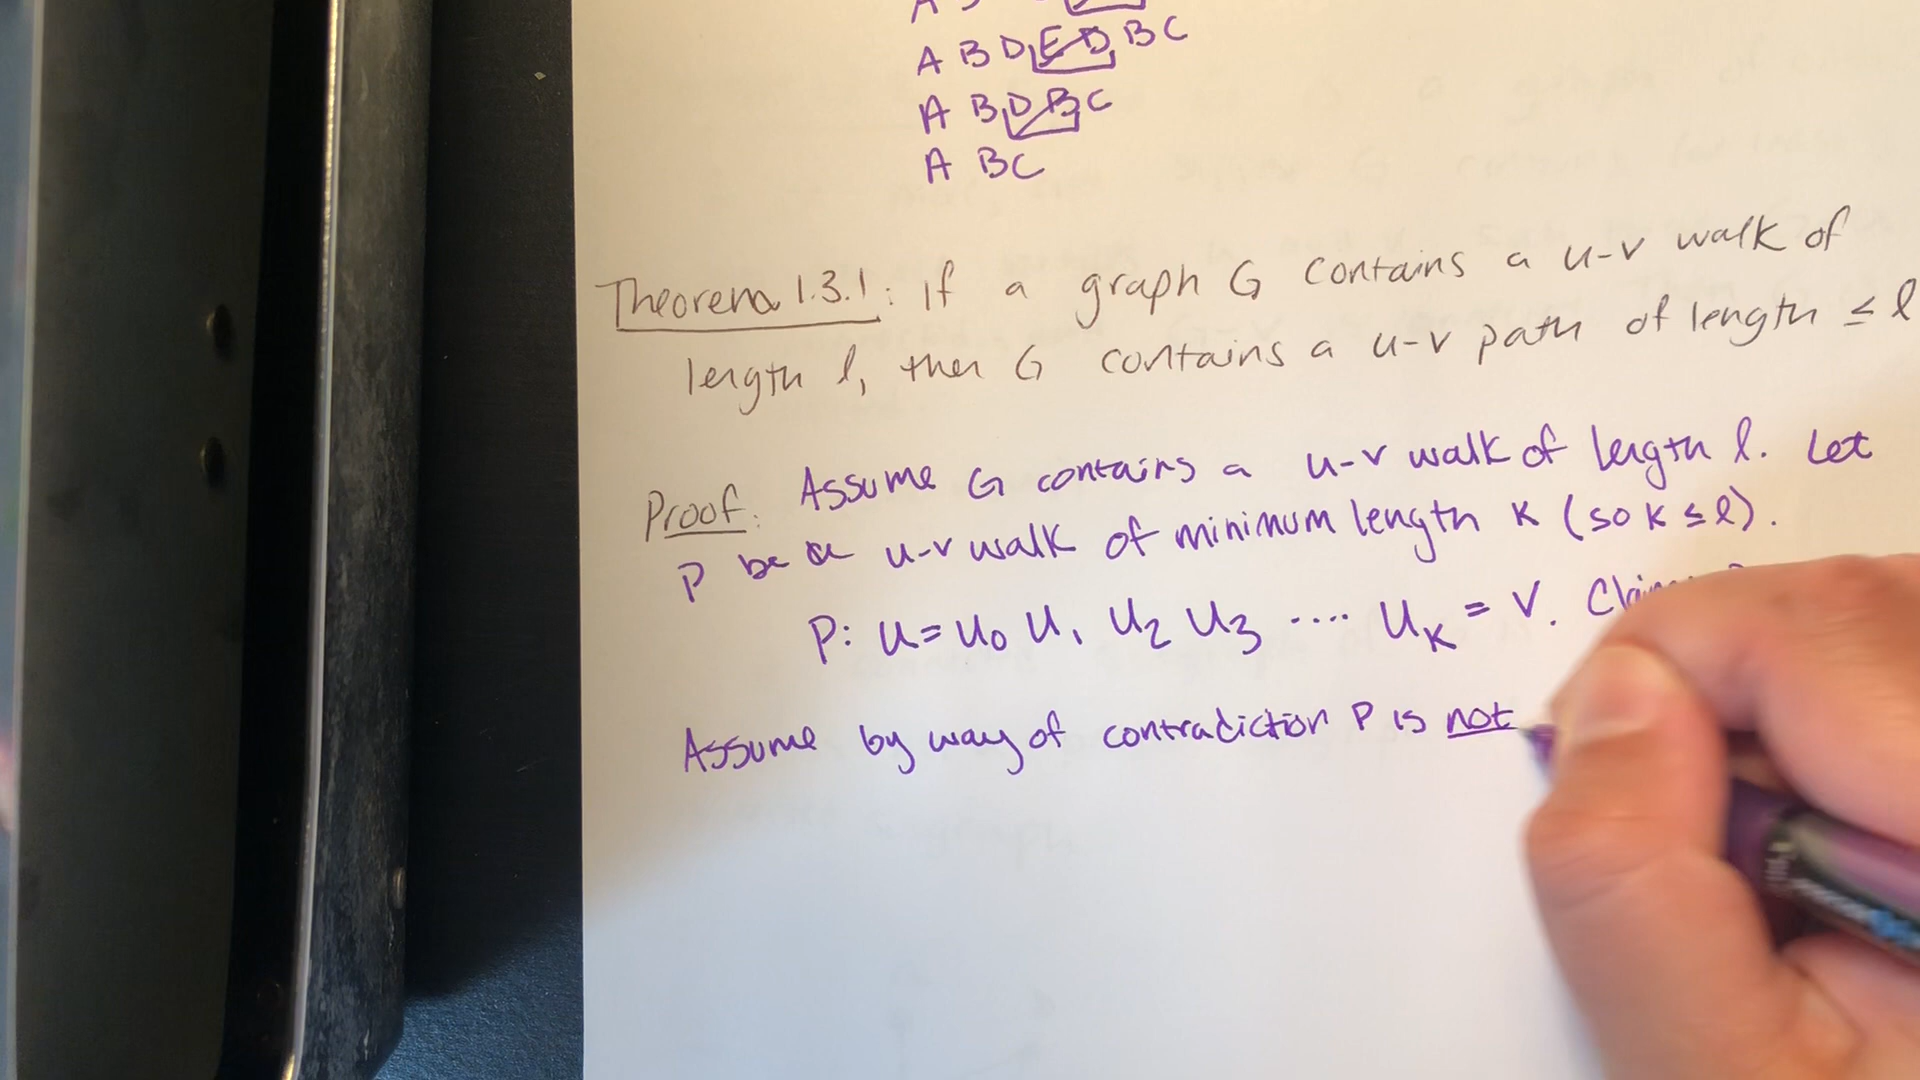 A B D E D B C
A B D B C
A B C
Theorem 1.3.1: If a graph G contains a u-v walk of
length l, then G contains a u-v path of length ≤ l
Proof: Assume G contains a u-v walk of length l. Let
P be a u-v walk of minimum length k (so k ≤ l).
P: u = u₀ u₁ u₂ u₃ .... uₖ = v.
Assume by way of contradiction P is not